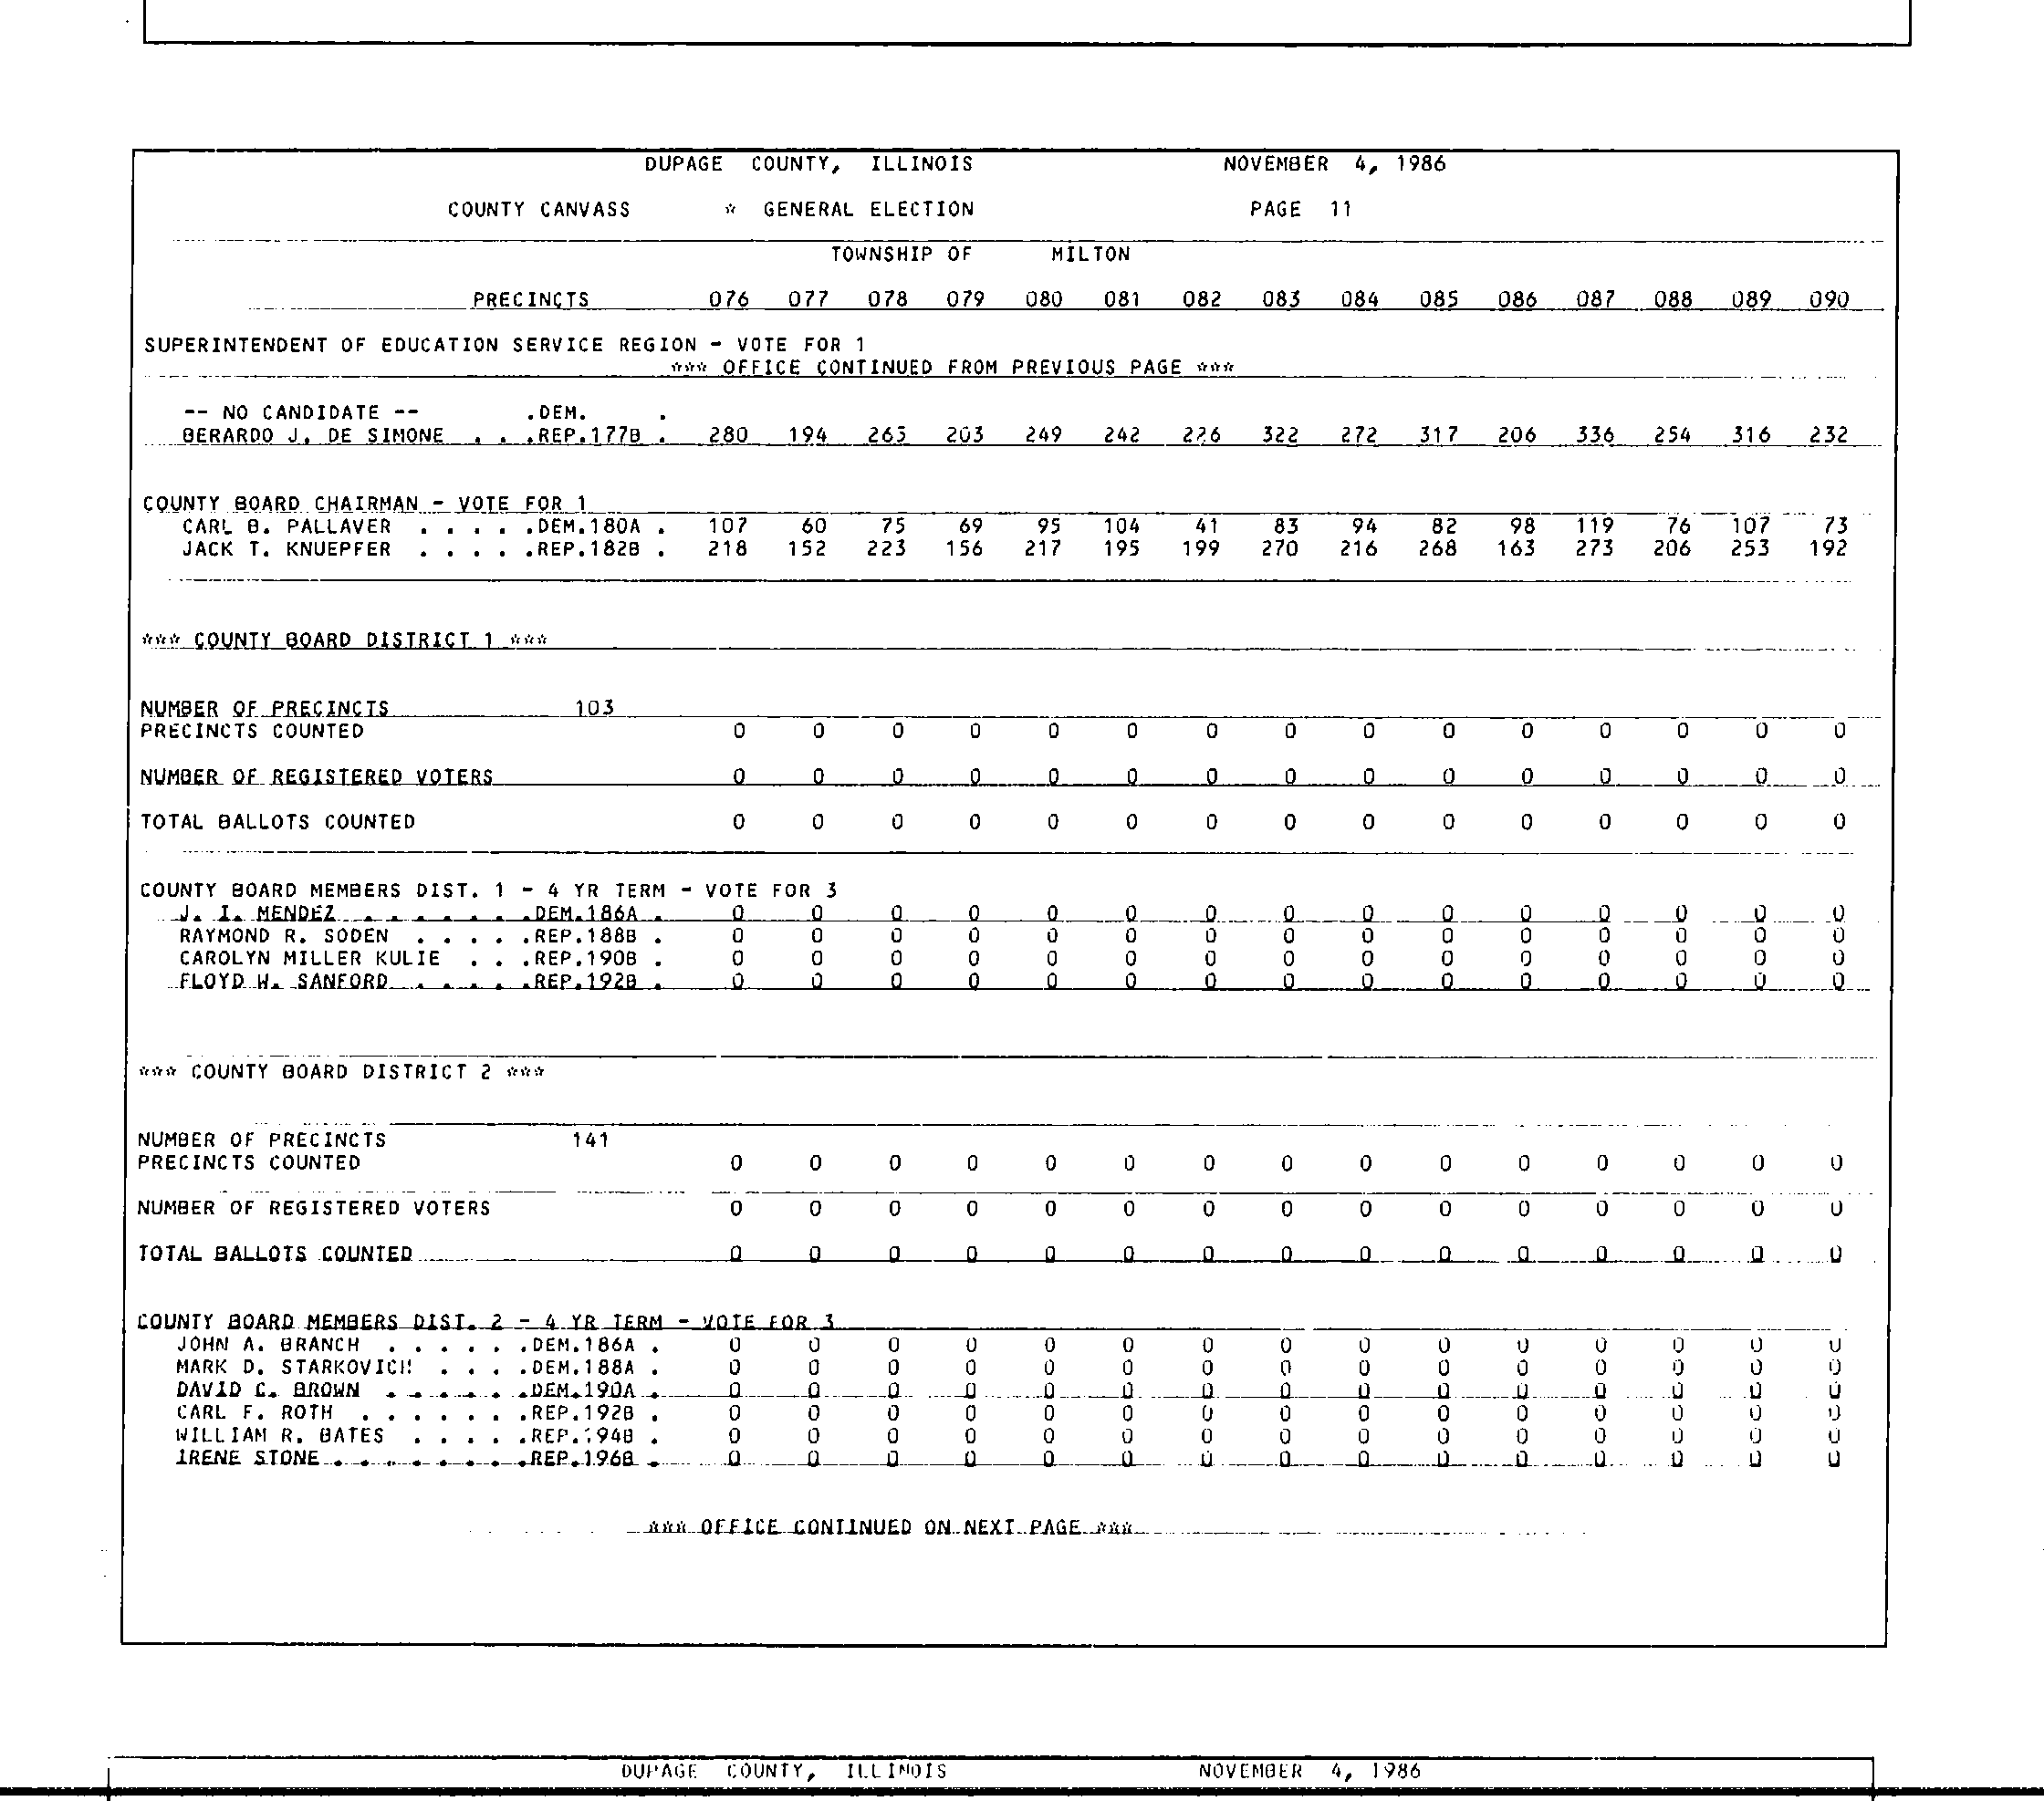 DUPAGE COUNTY, ILLINOIS NOVEMBER 4, 1986
COUNTY CANVASS * GENERAL ELECTION PAGE 11
TOWNSHIP OF MILTON
PRECINCTS 076 077 078 079 080 081 082 083 084 085 086 087 088 089 090
SUPERINTENDENT OF EDUCATION SERVICE REGION - VOTE FOR 1
*** OFFICE CONTINUED FROM PREVIOUS PAGE ***
-- NO CANDIDATE -- .DEM. .
BERARDO J. DE SIMONE . . .REP.177B . 280 194 265 203 249 242 226 322 272 317 206 336 254 316 232
COUNTY BOARD CHAIRMAN - VOTE FOR 1
CARL B. PALLAVER . . . . .DEM.180A . 107 60 75 69 95 104 41 83 94 82 98 119 76 107 73
JACK T. KNUEPFER . . . . .REP.182B . 218 152 223 156 217 195 199 270 216 268 163 273 206 253 192
*** COUNTY BOARD DISTRICT 1 ***
NUMBER OF PRECINCTS 103
PRECINCTS COUNTED 0 0 0 0 0 0 0 0 0 0 0 0 0 0 0
NUMBER OF REGISTERED VOTERS 0 0 0 0 0 0 0 0 0 0 0 0 0 0 0
TOTAL BALLOTS COUNTED 0 0 0 0 0 0 0 0 0 0 0 0 0 0 0
COUNTY BOARD MEMBERS DIST. 1 - 4 YR TERM - VOTE FOR 3
J. I. MENDEZ . . . . . . .DEM.186A . 0 0 0 0 0 0 0 0 0 0 0 0 0 0 0
RAYMOND R. SODEN . . . . .REP.188B . 0 0 0 0 0 0 0 0 0 0 0 0 0 0 0
CAROLYN MILLER KULIE . . .REP.190B . 0 0 0 0 0 0 0 0 0 0 0 0 0 0 0
FLOYD W. SANFORD . . . . .REP.192B . 0 0 0 0 0 0 0 0 0 0 0 0 0 0 0
*** COUNTY BOARD DISTRICT 2 ***
NUMBER OF PRECINCTS 141
PRECINCTS COUNTED 0 0 0 0 0 0 0 0 0 0 0 0 0 0 0
NUMBER OF REGISTERED VOTERS 0 0 0 0 0 0 0 0 0 0 0 0 0 0 0
TOTAL BALLOTS COUNTED 0 0 0 0 0 0 0 0 0 0 0 0 0 0 0
COUNTY BOARD MEMBERS DIST. 2 - 4 YR TERM - VOTE FOR 3
JOHN A. BRANCH . . . . . .DEM.186A . 0 0 0 0 0 0 0 0 0 0 0 0 0 0 0
MARK D. STARKOVICH . . . .DEM.188A . 0 0 0 0 0 0 0 0 0 0 0 0 0 0 0
DAVID C. BROWN . . . . . .DEM.190A . 0 0 0 0 0 0 0 0 0 0 0 0 0 0 0
CARL F. ROTH . . . . . . .REP.192B . 0 0 0 0 0 0 0 0 0 0 0 0 0 0 0
WILLIAM R. BATES . . . . .REP.194B . 0 0 0 0 0 0 0 0 0 0 0 0 0 0 0
IRENE STONE . . . . . . . .REP.196B . 0 0 0 0 0 0 0 0 0 0 0 0 0 0 0
*** OFFICE CONTINUED ON NEXT PAGE ***
DUPAGE COUNTY, ILLINOIS NOVEMBER 4, 1986